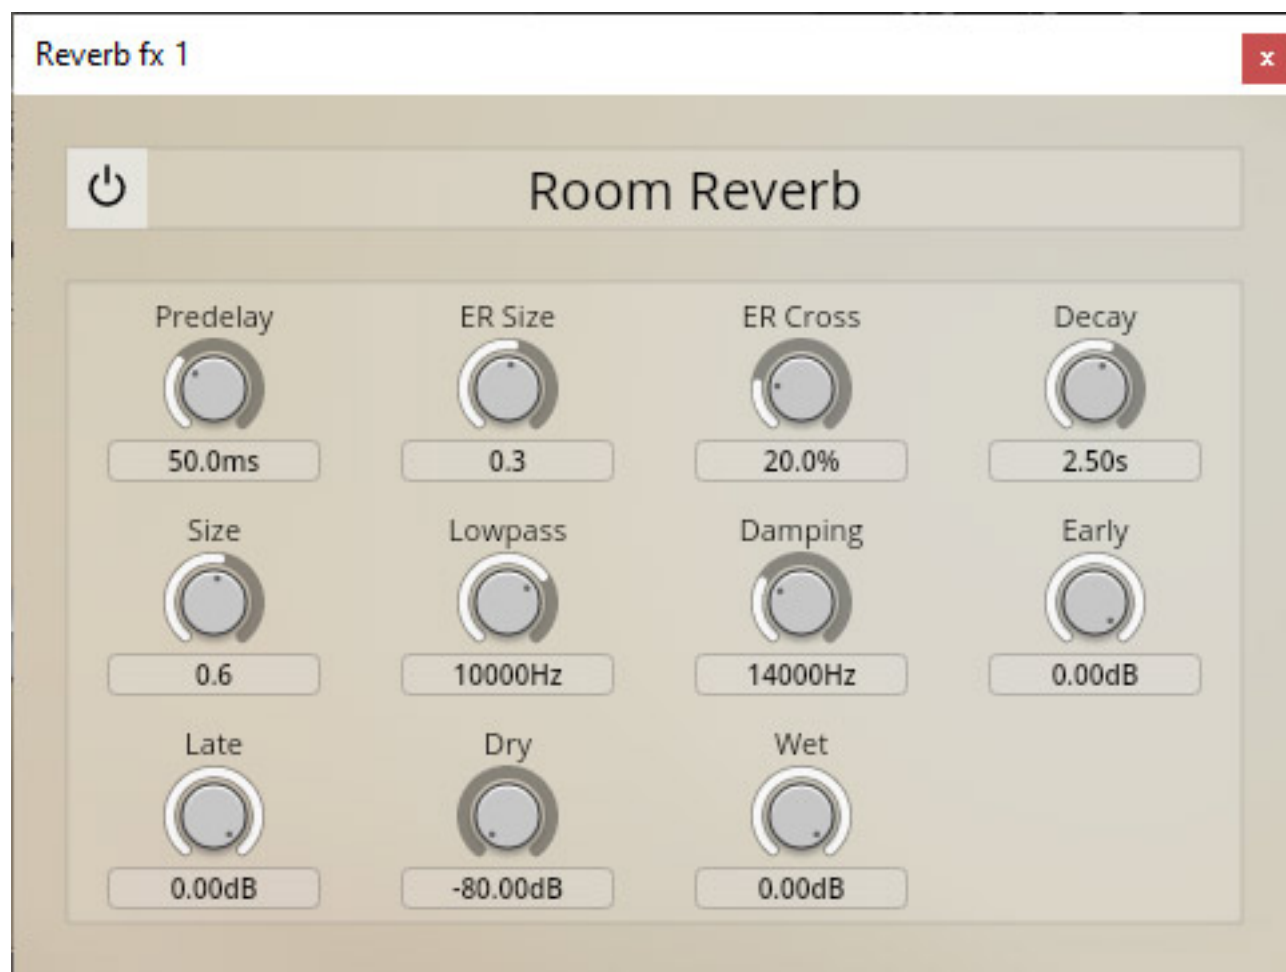 Reverb fx 1
x
Room Reverb
Predelay ER Size ER Cross Decay
50.0ms 0.3 20.0% 2.50s
Size Lowpass Damping Early
0.6 10000Hz 14000Hz 0.00dB
Late Dry Wet
0.00dB -80.00dB 0.00dB